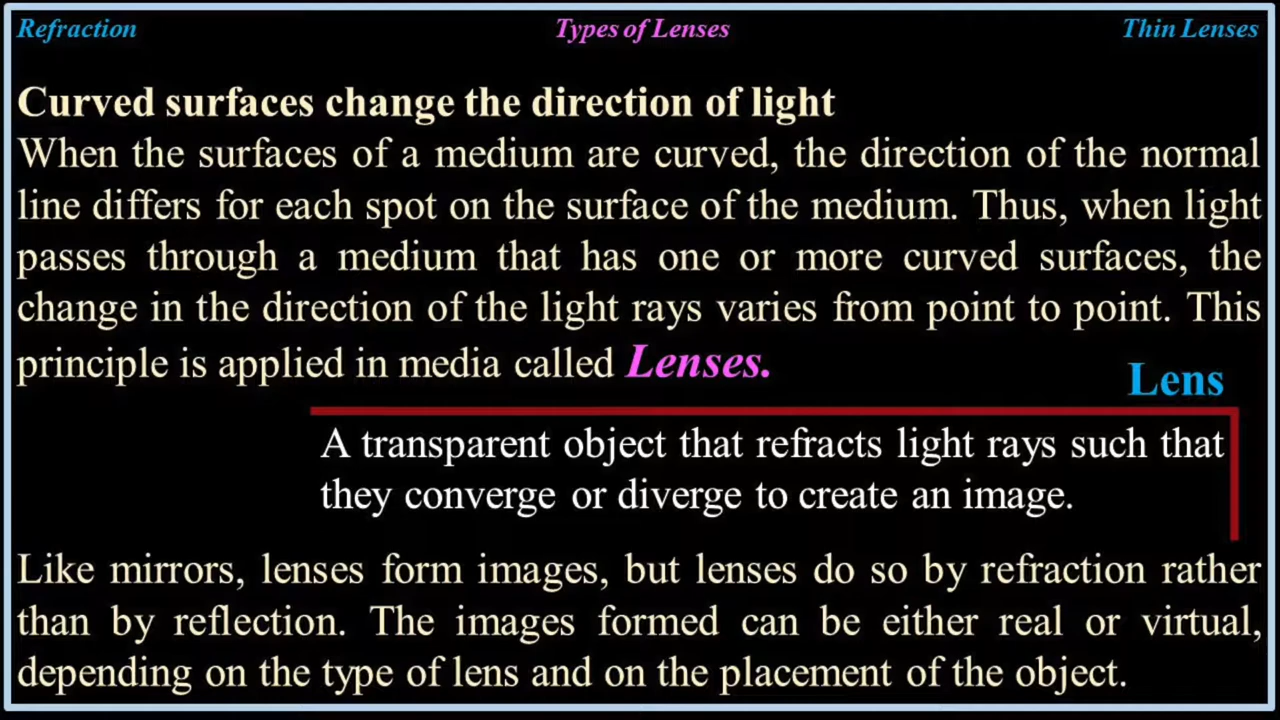 Refraction
Types of Lenses
Thin Lenses
Curved surfaces change the direction of light
When the surfaces of a medium are curved, the direction of the normal
line differs for each spot on the surface of the medium. Thus, when light
passes through a medium that has one or more curved surfaces, the
change in the direction of the light rays varies from point to point. This
principle is applied in media called Lenses.
Lens
A transparent object that refracts light rays such that
they converge or diverge to create an image.
Like mirrors, lenses form images, but lenses do so by refraction rather
than by reflection. The images formed can be either real or virtual,
depending on the type of lens and on the placement of the object.